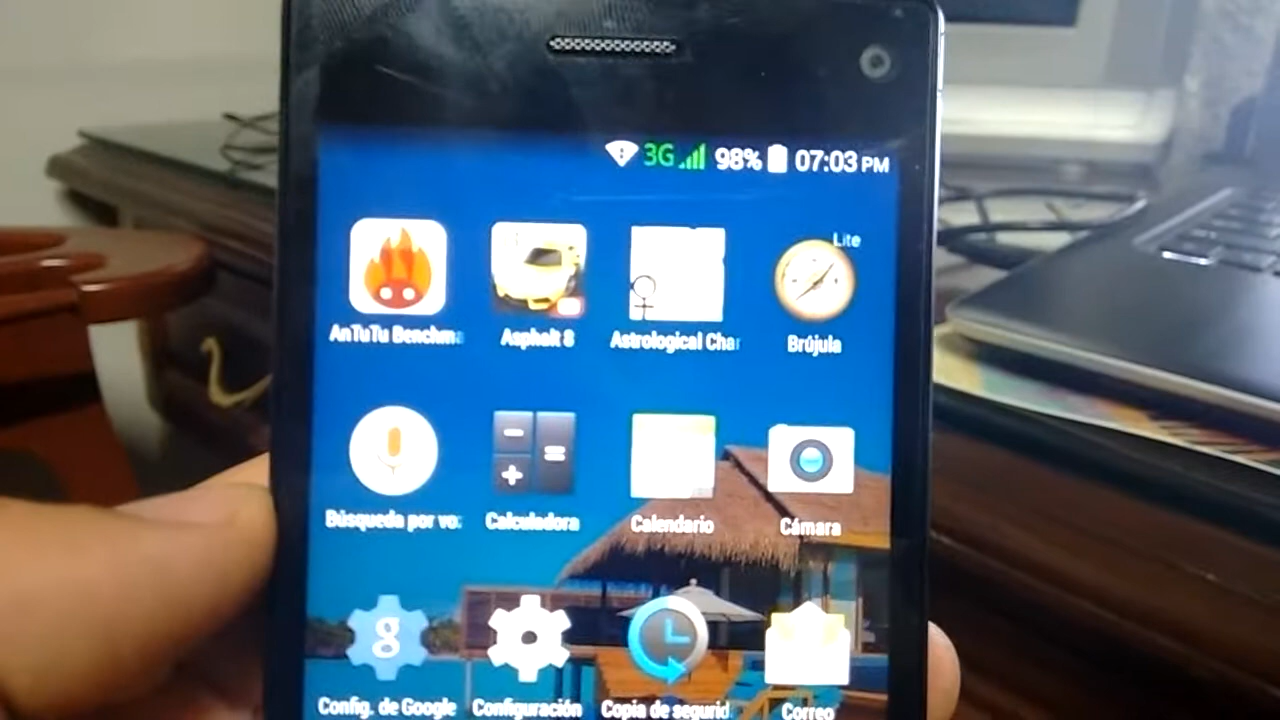 3G 98% 07:03 PM
Lite
AnTuTu Benchma
Asphalt 8
Astrological Char
Brújula
Búsqueda por vo
Calculadora
Calendario
Cámara
g
Config. de Google
Configuración
Copia de segurid
Correo